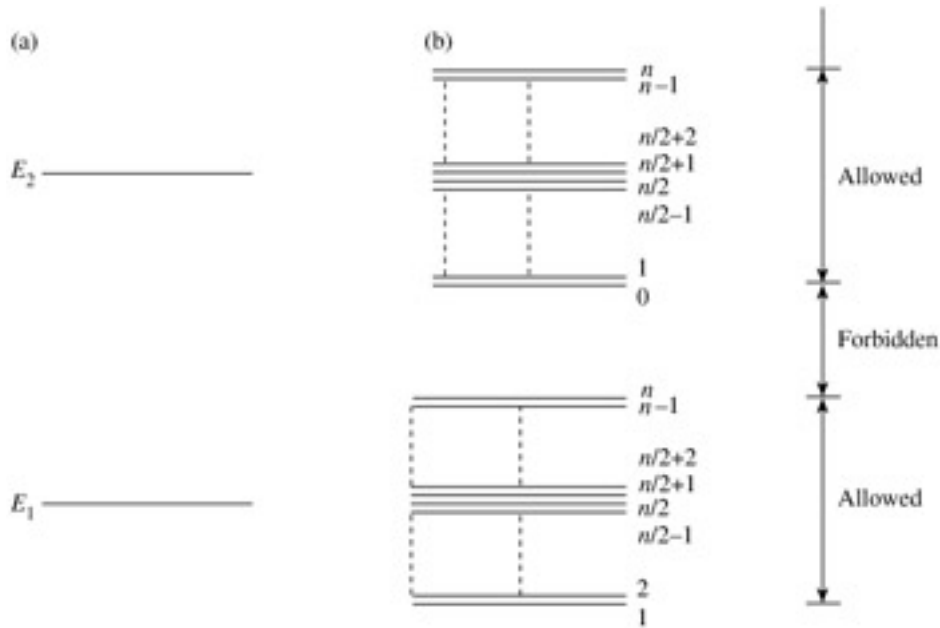 (a)
(b)
n
n−1
n/2+2
E2
n/2+1
n/2
Allowed
n/2−1
1
0
Forbidden
n
n−1
n/2+2
n/2+1
E1
n/2
Allowed
n/2−1
2
1